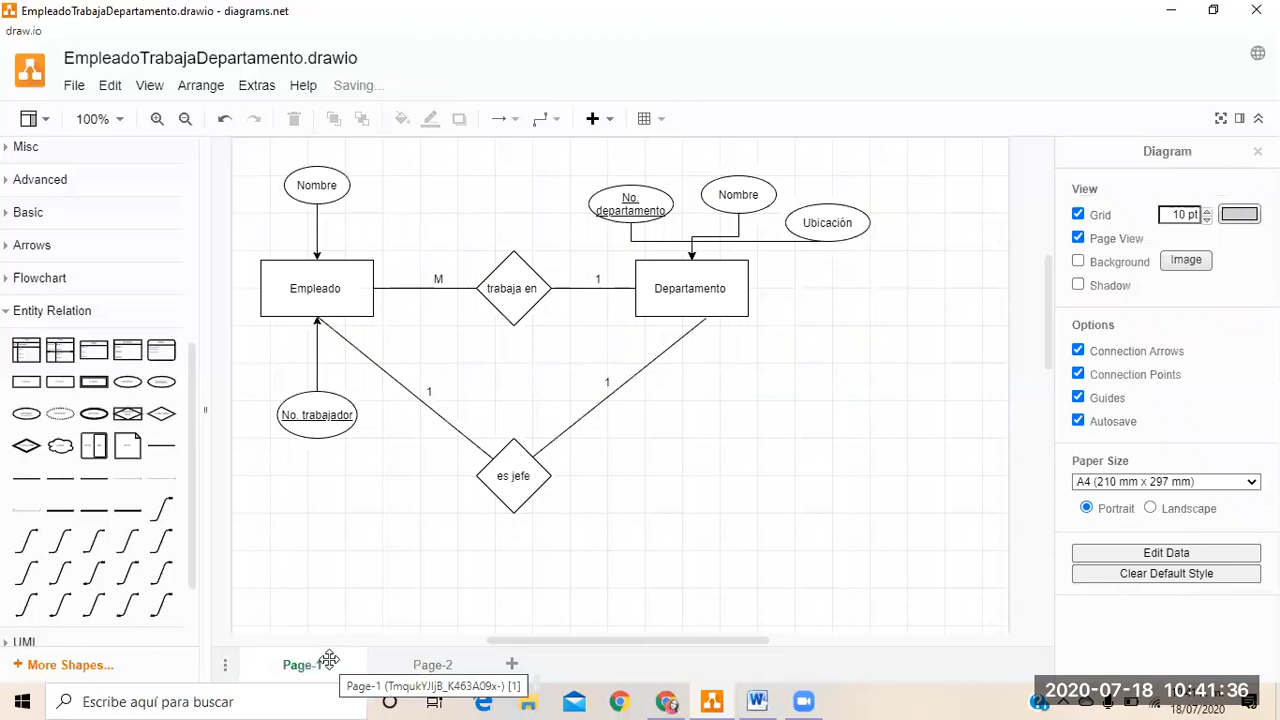 EmpleadoTrabajaDepartamento.drawio - diagrams.net
draw.io
EmpleadoTrabajaDepartamento.drawio
File Edit View Arrange Extras Help Saving...
100%
Misc
Advanced
Basic
Arrows
Flowchart
Entity Relation
UML
+ More Shapes...
Nombre
No. departamento
Nombre
Ubicación
Empleado
M
trabaja en
1
Departamento
1
1
No. trabajador
es jefe
Diagram
View
Grid 10 pt
Page View
Background Image
Shadow
Options
Connection Arrows
Connection Points
Guides
Autosave
Paper Size
A4 (210 mm x 297 mm)
Portrait Landscape
Edit Data
Clear Default Style
Page-1 Page-2
Page-1 (TmqukYJIjB_K463A09x-) [1]
Escribe aquí para buscar
2020-07-18 10:41:36
18/07/2020